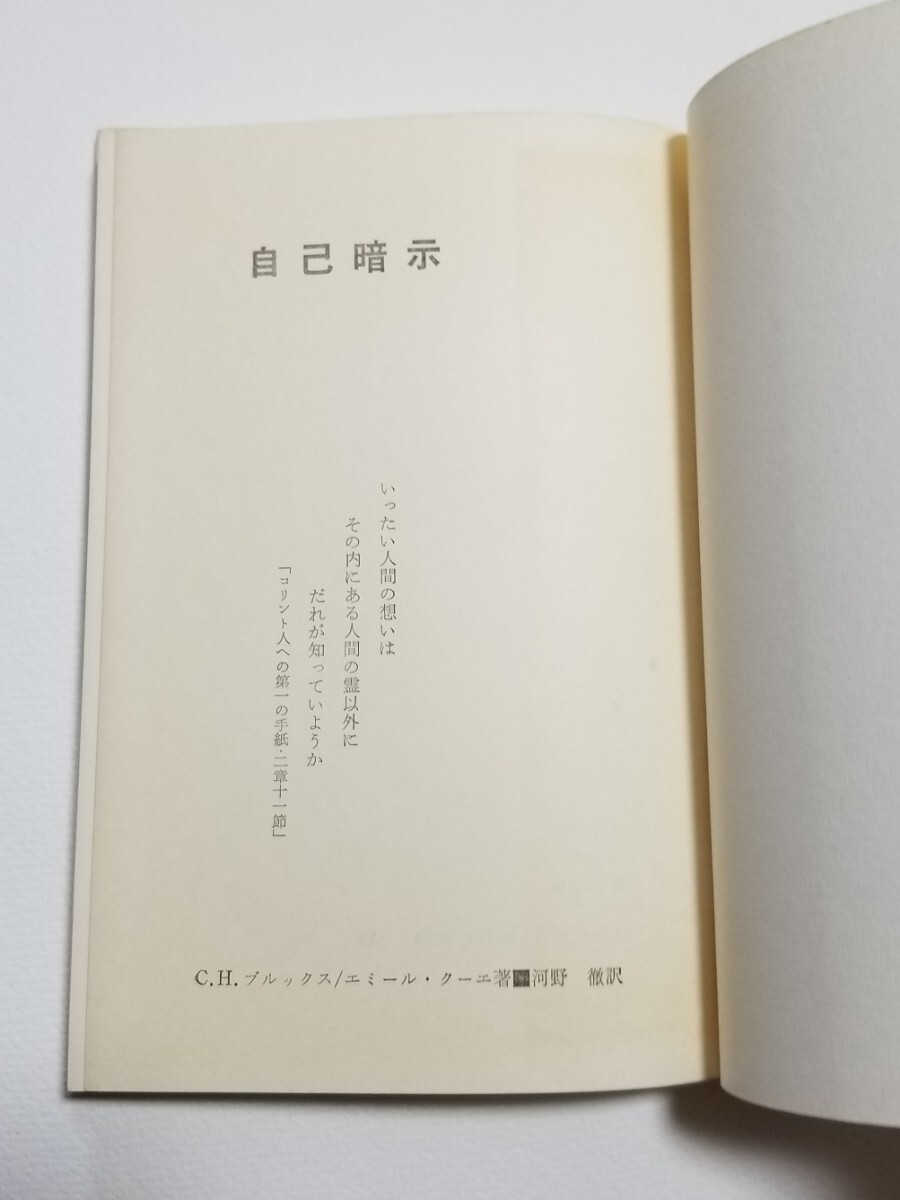 自己暗示
いったい人間の想いは
その内にある人間の霊以外に
だれが知っていようか
「コリント人への第一の手紙・二章十一節」
C.H.ブルックス/エミール・クーエ著■河野　徹訳